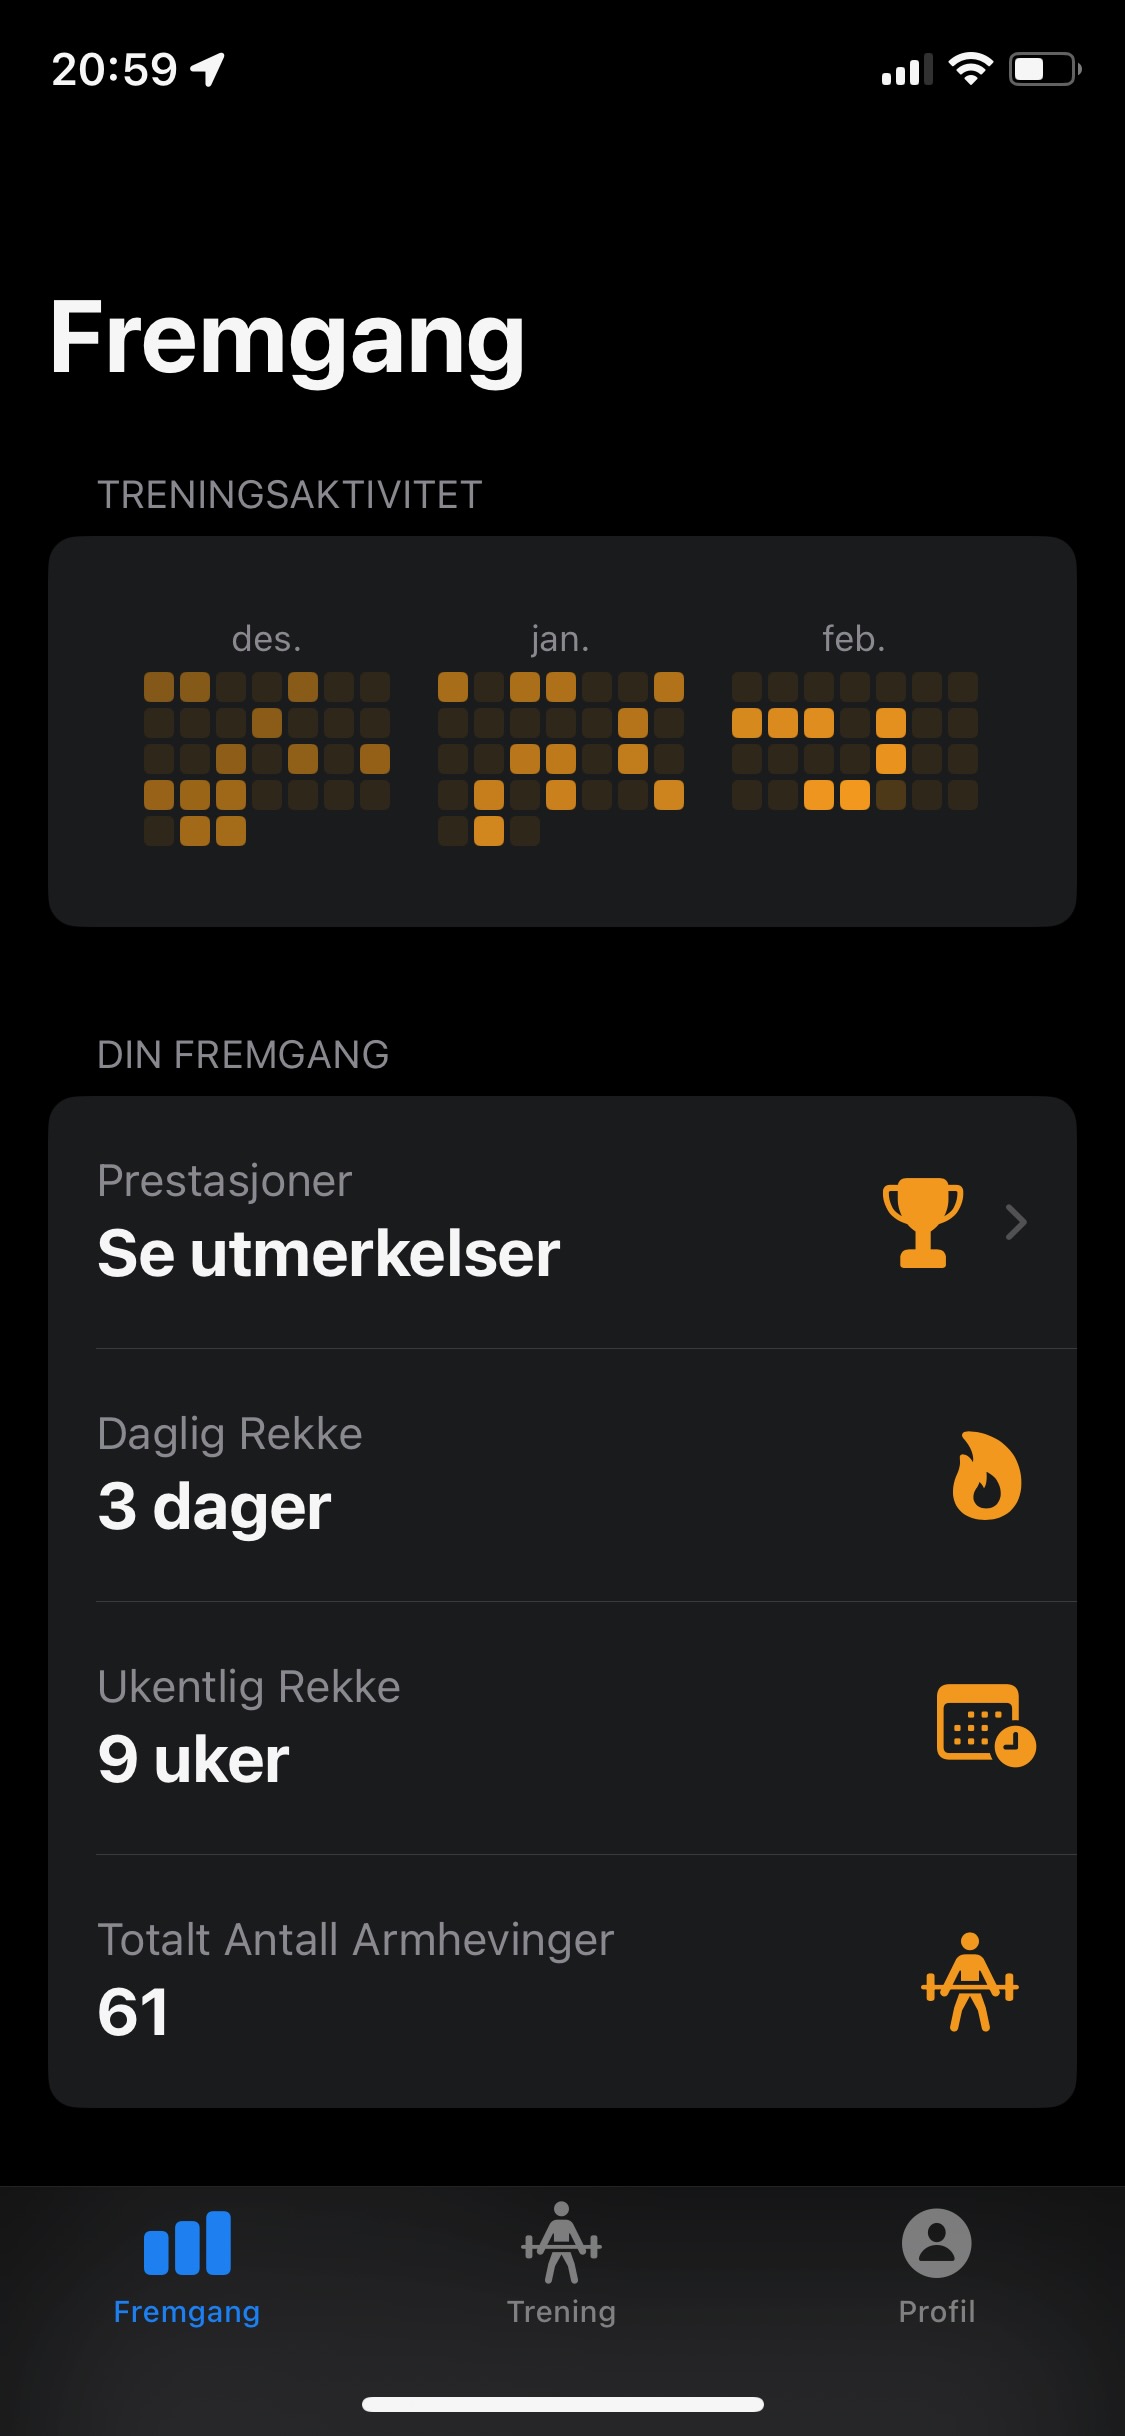 20:59
Fremgang
TRENINGSAKTIVITET
des. jan. feb.
DIN FREMGANG
Prestasjoner
Se utmerkelser
Daglig Rekke
3 dager
Ukentlig Rekke
9 uker
Totalt Antall Armhevinger
61
Fremgang Trening Profil